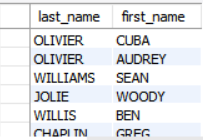 last_name first_name
OLIVIER CUBA
OLIVIER AUDREY
WILLIAMS SEAN
JOLIE WOODY
WILLIS BEN
CHAPLIN GREG